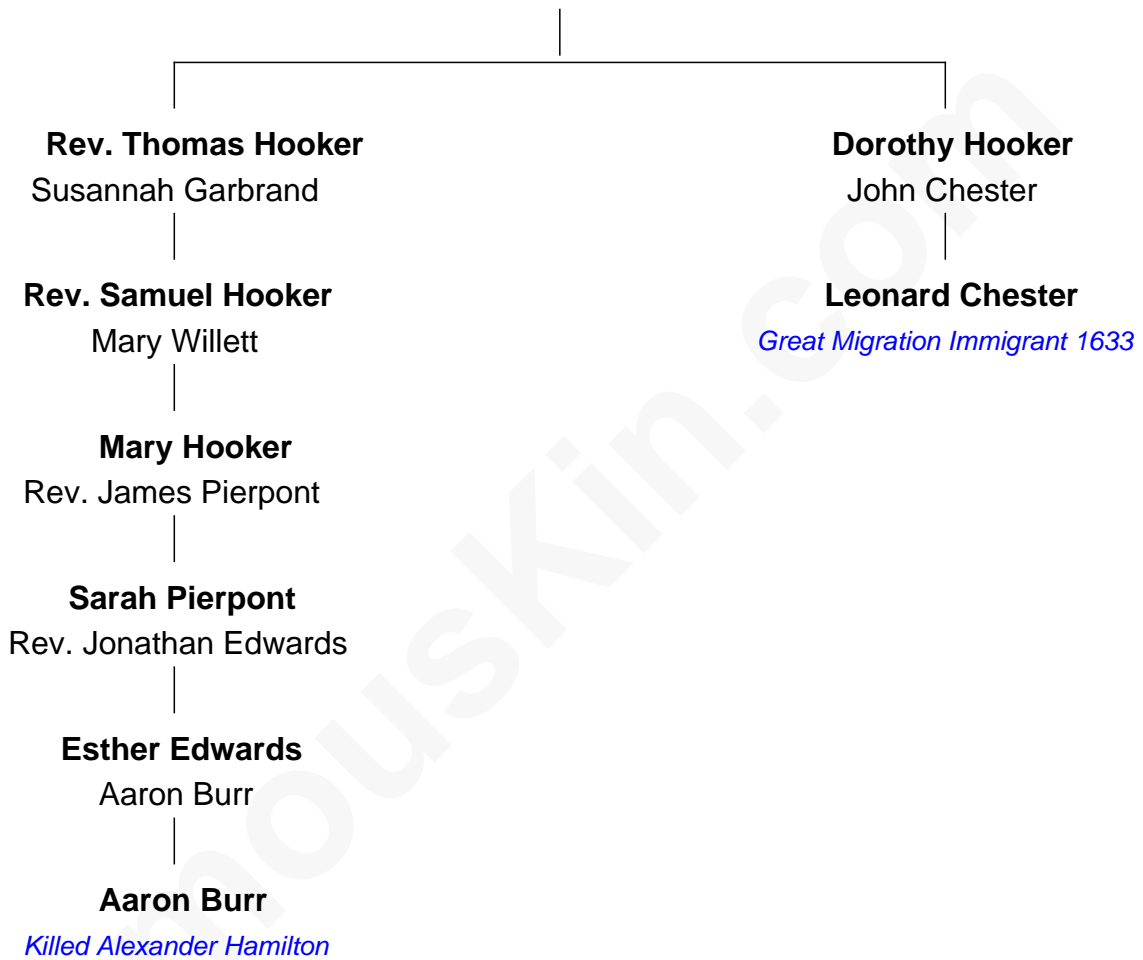 Rev. Thomas Hooker
Susannah Garbrand
Dorothy Hooker
John Chester
Rev. Samuel Hooker
Mary Willett
Leonard Chester
Great Migration Immigrant 1633
Mary Hooker
Rev. James Pierpont
Sarah Pierpont
Rev. Jonathan Edwards
Esther Edwards
Aaron Burr
Aaron Burr
Killed Alexander Hamilton
mousKin.com